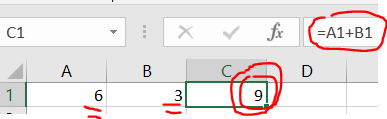 C1 fx =A1+B1
A B C D
1 6 3 9